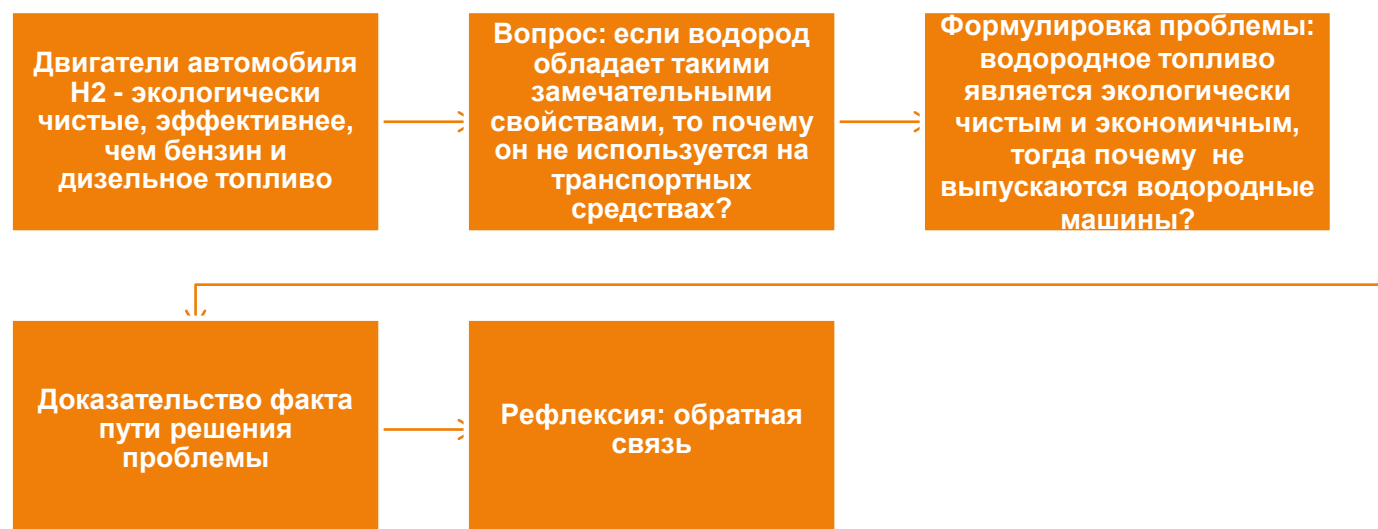 Двигатели автомобиля
Н2 - экологически
чистые, эффективнее,
чем бензин и
дизельное топливо
Вопрос: если водород
обладает такими
замечательными
свойствами, то почему
он не используется на
транспортных
средствах?
Формулировка проблемы:
водородное топливо
является экологически
чистым и экономичным,
тогда почему не
выпускаются водородные
машины?
Доказательство факта
пути решения
проблемы
Рефлексия: обратная
связь